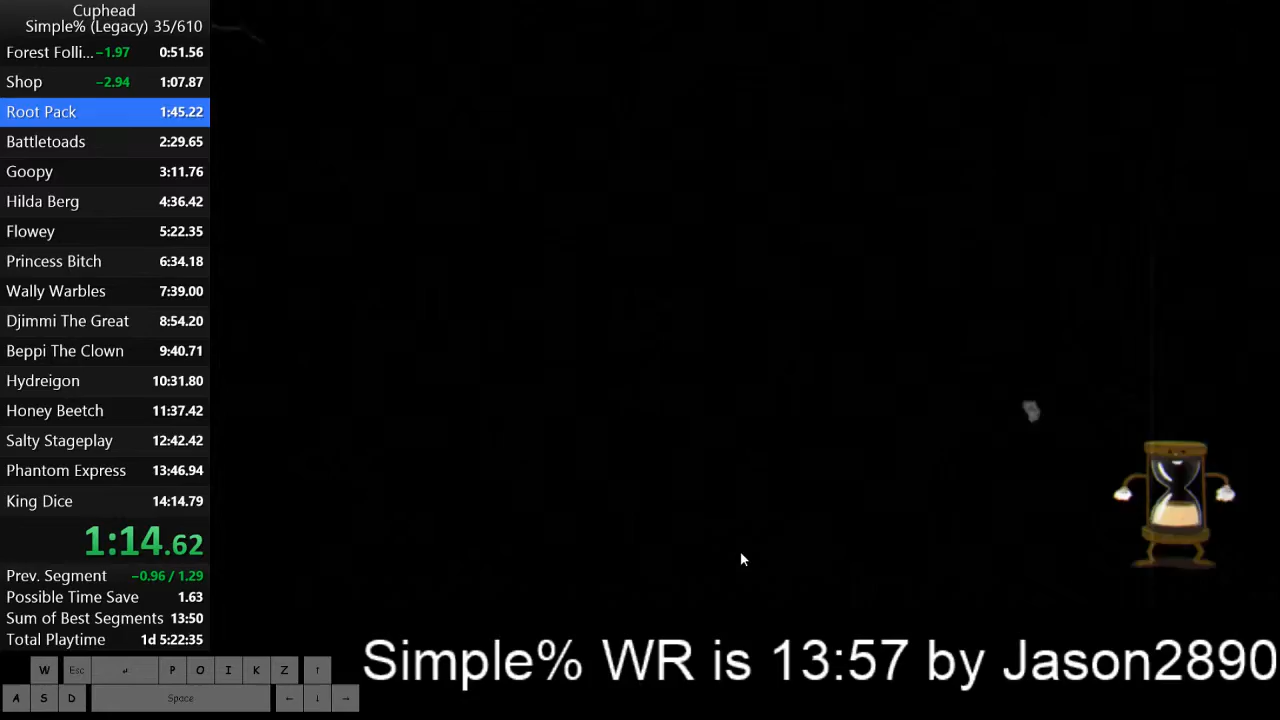 Cuphead
Simple% (Legacy) 35/610
Forest Folli... −1.97 0:51.56
Shop −2.94 1:07.87
Root Pack 1:45.22
Battletoads 2:29.65
Goopy 3:11.76
Hilda Berg 4:36.42
Flowey 5:22.35
Princess Bitch 6:34.18
Wally Warbles 7:39.00
Djimmi The Great 8:54.20
Beppi The Clown 9:40.71
Hydreigon 10:31.80
Honey Beetch 11:37.42
Salty Stageplay 12:42.42
Phantom Express 13:46.94
King Dice 14:14.79
1:14.62
Prev. Segment −0.96 / 1.29
Possible Time Save 1.63
Sum of Best Segments 13:50
Total Playtime 1d 5:22:35
W Esc ↵ P O I K Z ↑
A S D Space ← ↓ →
Simple% WR is 13:57 by Jason2890